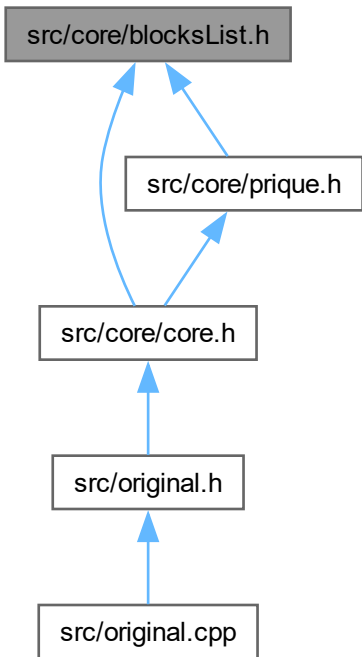 src/core/blocksList.h
src/core/prique.h
src/core/core.h
src/original.h
src/original.cpp